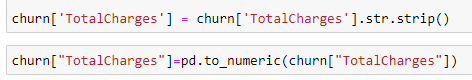 churn['TotalCharges'] = churn['TotalCharges'].str.strip()
churn["TotalCharges"]=pd.to_numeric(churn["TotalCharges"])